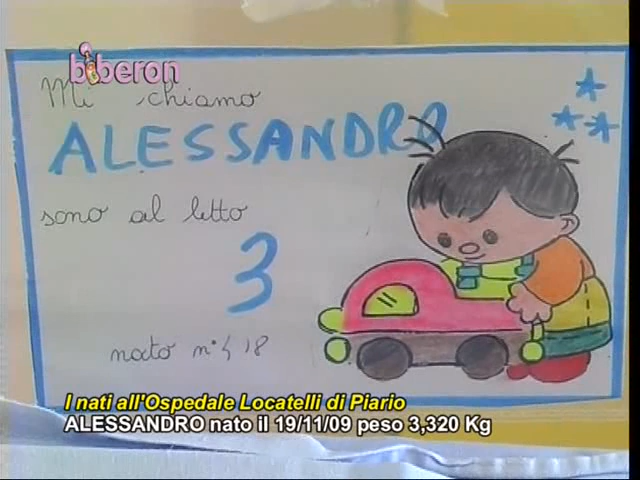 biberon
Mi chiamo
ALESSANDRO
sono al letto
3
nato n°
I nati all'Ospedale Locatelli di Piario
ALESSANDRO nato il 19/11/09 peso 3,320 Kg